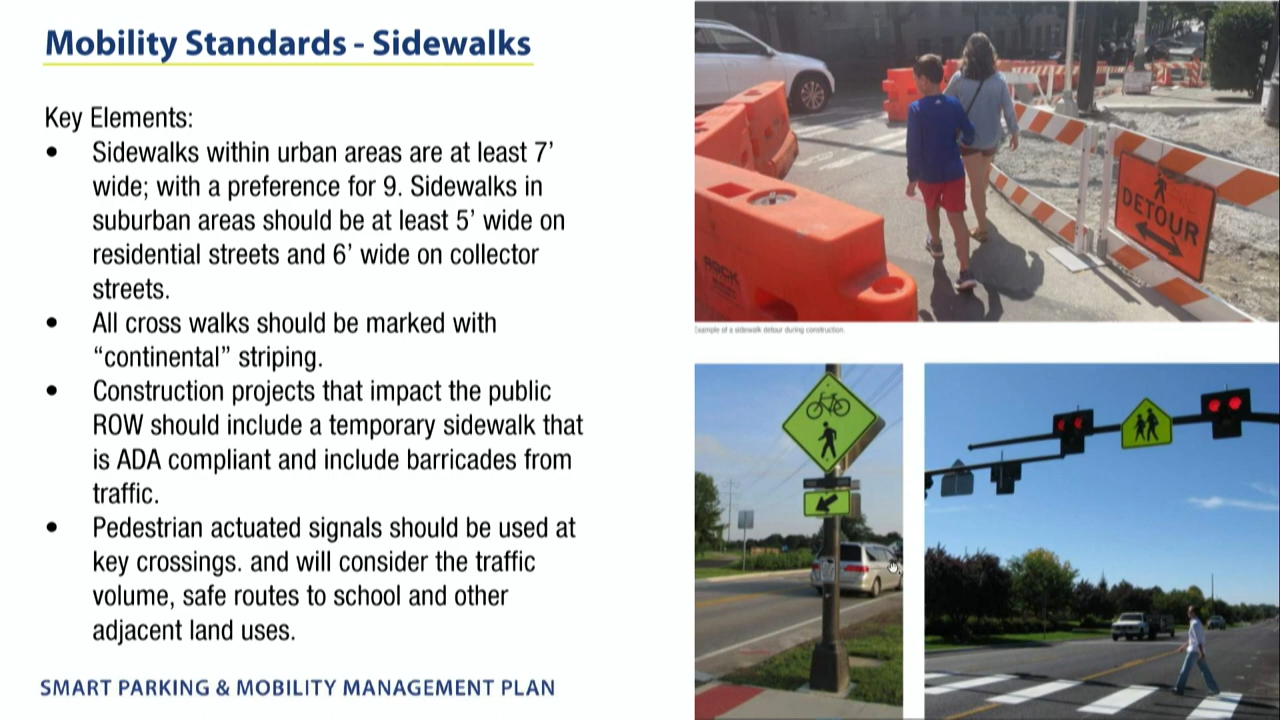 Mobility Standards - Sidewalks
Key Elements:
• Sidewalks within urban areas are at least 7’
wide; with a preference for 9. Sidewalks in
suburban areas should be at least 5’ wide on
residential streets and 6’ wide on collector
streets.
• All cross walks should be marked with
“continental” striping.
• Construction projects that impact the public
ROW should include a temporary sidewalk that
is ADA compliant and include barricades from
traffic.
• Pedestrian actuated signals should be used at
key crossings. and will consider the traffic
volume, safe routes to school and other
adjacent land uses.
SMART PARKING & MOBILITY MANAGEMENT PLAN
DETOUR
Example of a sidewalk detour during construction.